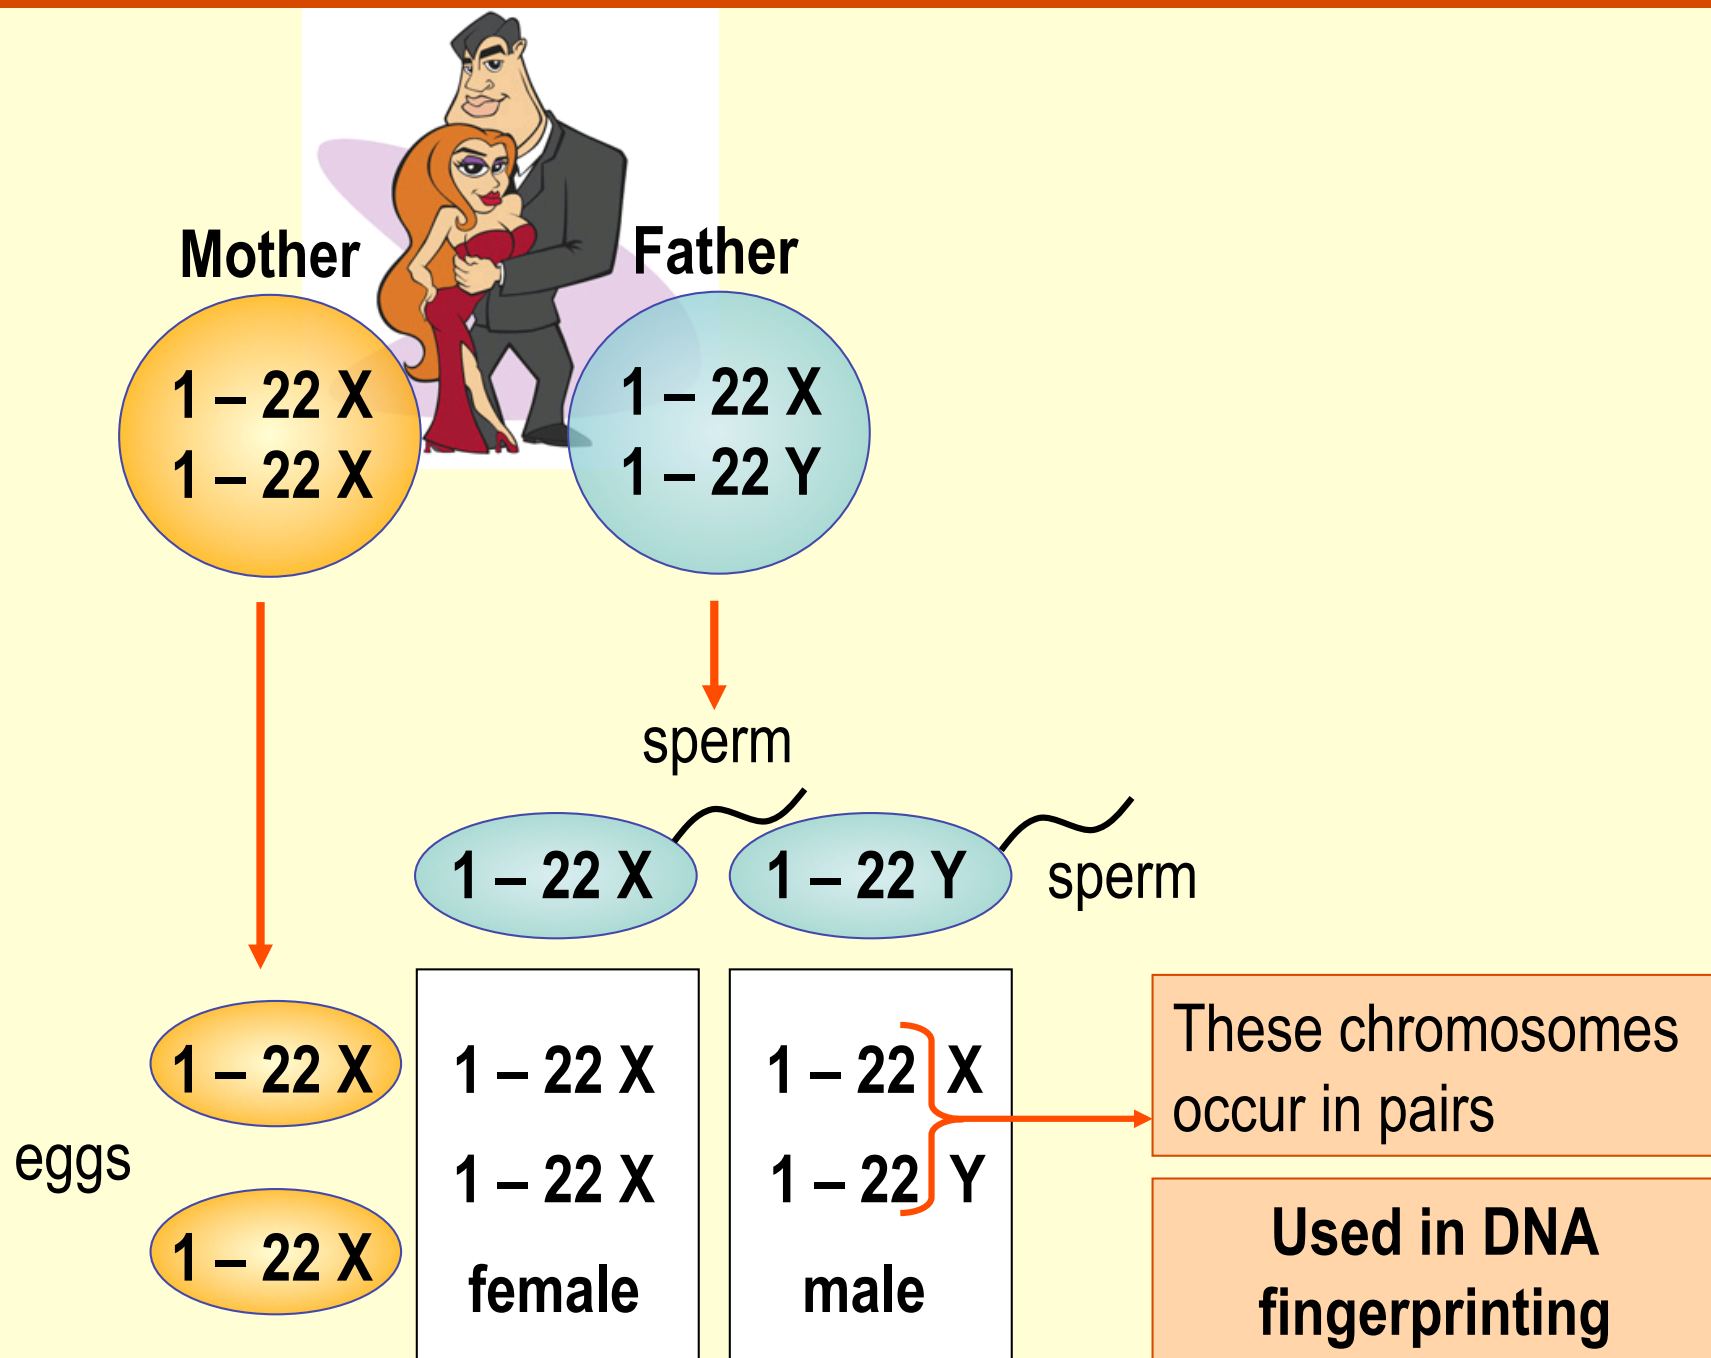 Mother
Father
1 – 22 X
1 – 22 X
1 – 22 X
1 – 22 Y
sperm
1 – 22 X
1 – 22 Y
sperm
eggs
1 – 22 X
1 – 22 X
1 – 22 X
1 – 22 X
female
1 – 22 X
1 – 22 Y
male
These chromosomes
occur in pairs
Used in DNA
fingerprinting